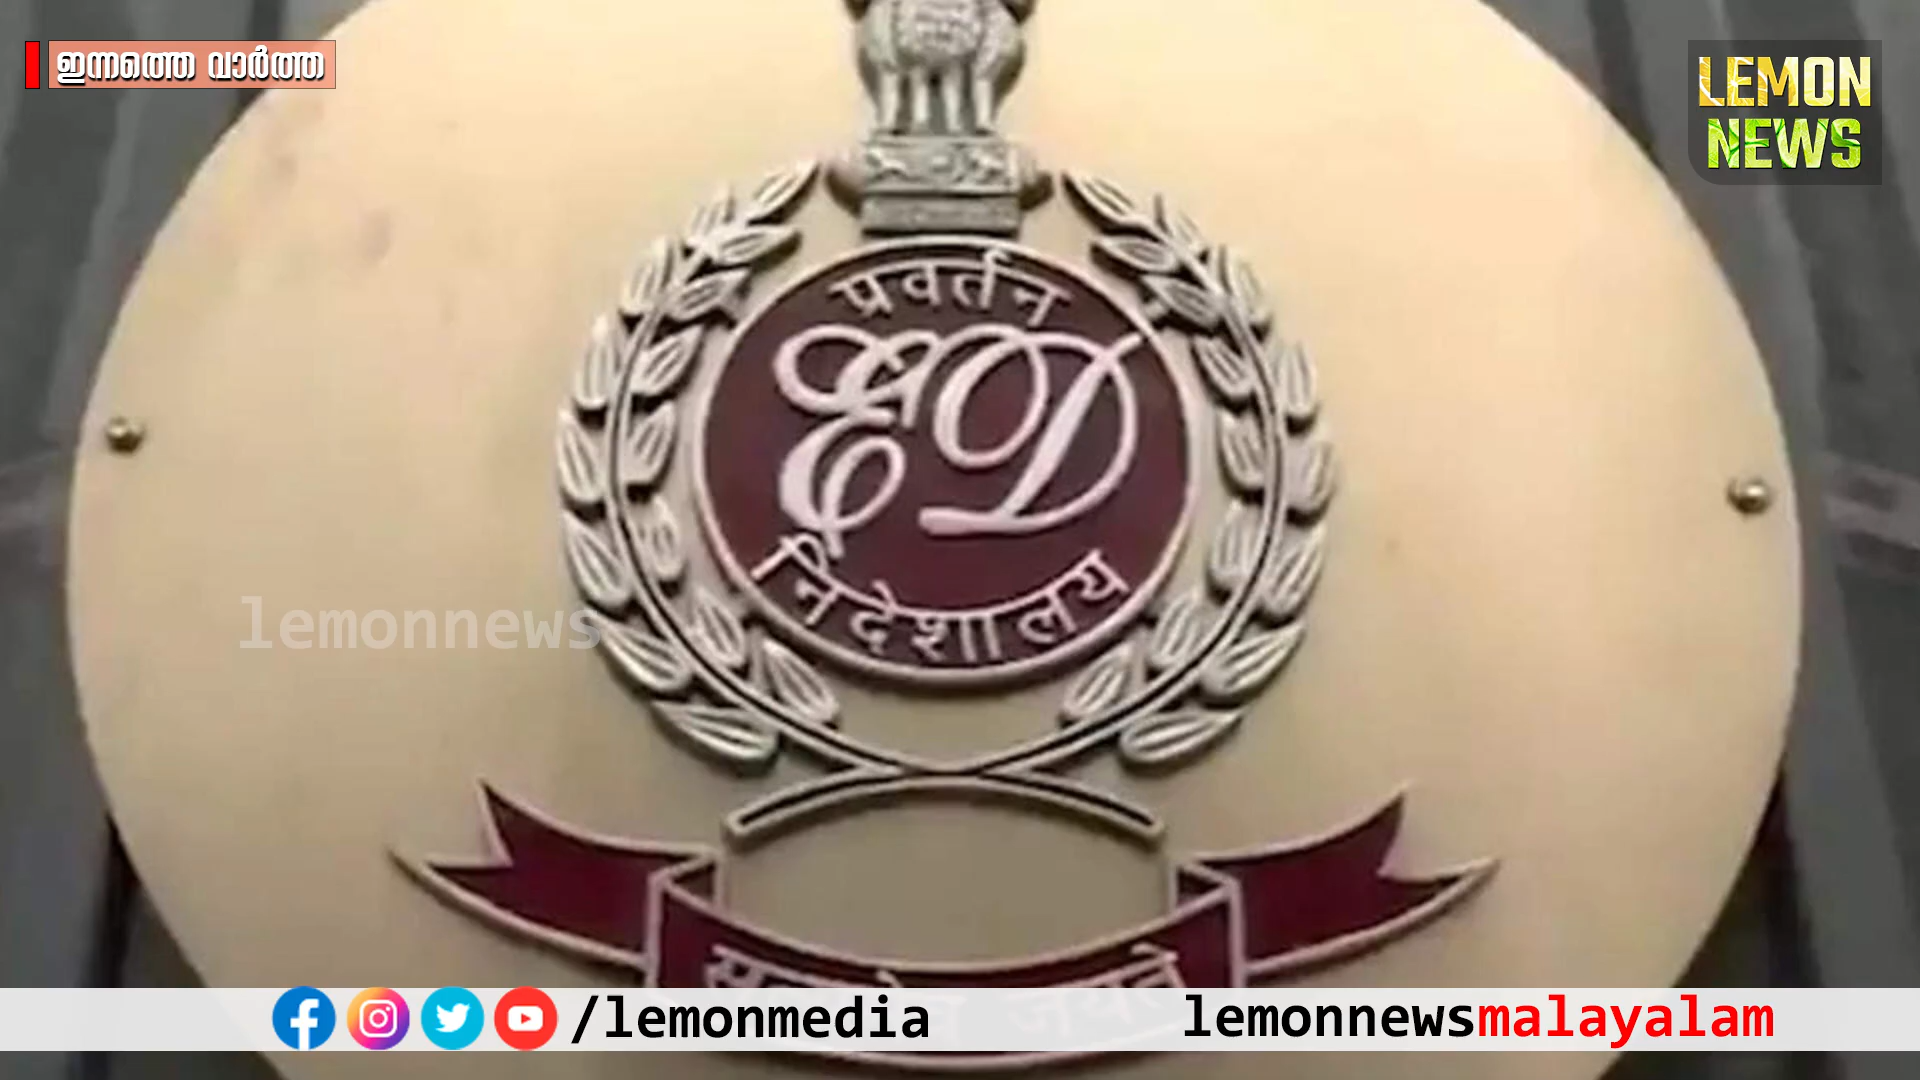 ഇന്നത്തെ വാർത്ത
LEMON
NEWS
प्रवर्तन
ED
निदेशालय
lemonnews
/lemonmedia
lemonnewsmalayalam